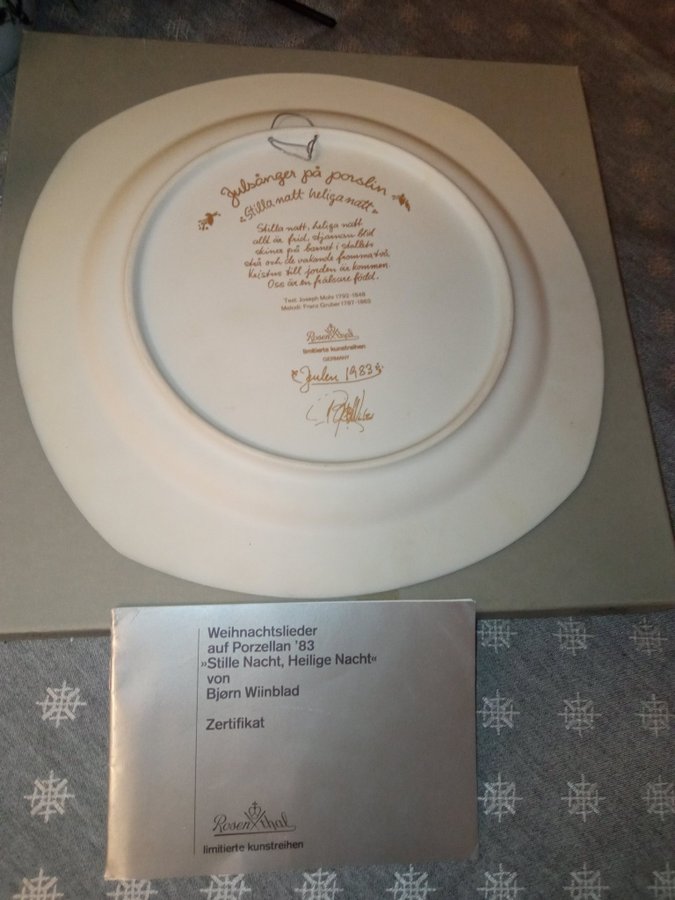 Julsånger på porslin
«Stilla natt heliga natt»
Stilla natt, heliga natt
allt är frid, stjärnan blid
skiner på barnet i stallets
strå och de vakande fromma två.
Kristus till jorden är kommen.
Oss är en frälsare född.
Text: Joseph Mohr 1792-1848
Melodi: Franz Gruber 1787-1863
Rosenthal
limitierte kunstreihen
GERMANY
Julen 1983
Weihnachtslieder
auf Porzellan '83
»Stille Nacht, Heilige Nacht«
von
Bjørn Wiinblad
Zertifikat
Rosenthal
limitierte kunstreihen